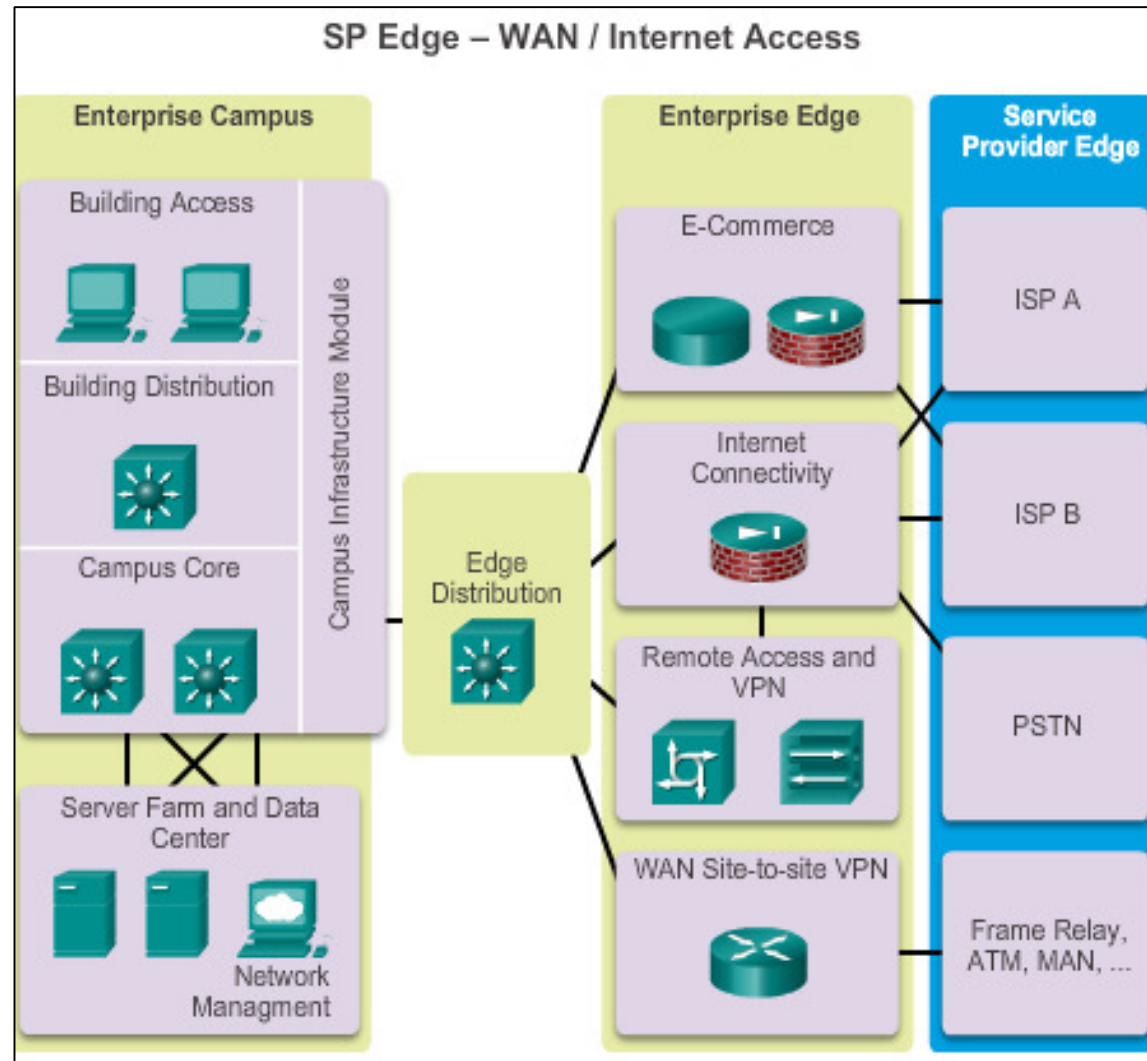 SP Edge – WAN / Internet Access
Enterprise Campus
Building Access
Building Distribution
Campus Core
Campus Infrastructure Module
Server Farm and Data
Center
Network
Managment
Edge
Distribution
Enterprise Edge
E-Commerce
Internet
Connectivity
Remote Access and
VPN
WAN Site-to-site VPN
Service
Provider Edge
ISP A
ISP B
PSTN
Frame Relay,
ATM, MAN, ...